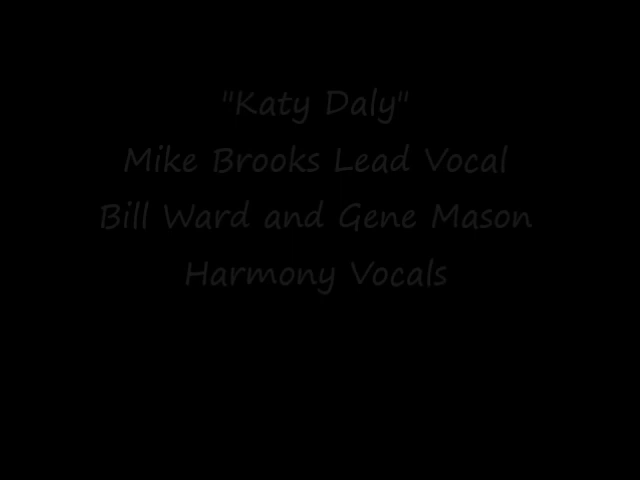 "Katy Daly"
Mike Brooks Lead Vocal
Bill Ward and Gene Mason
Harmony Vocals